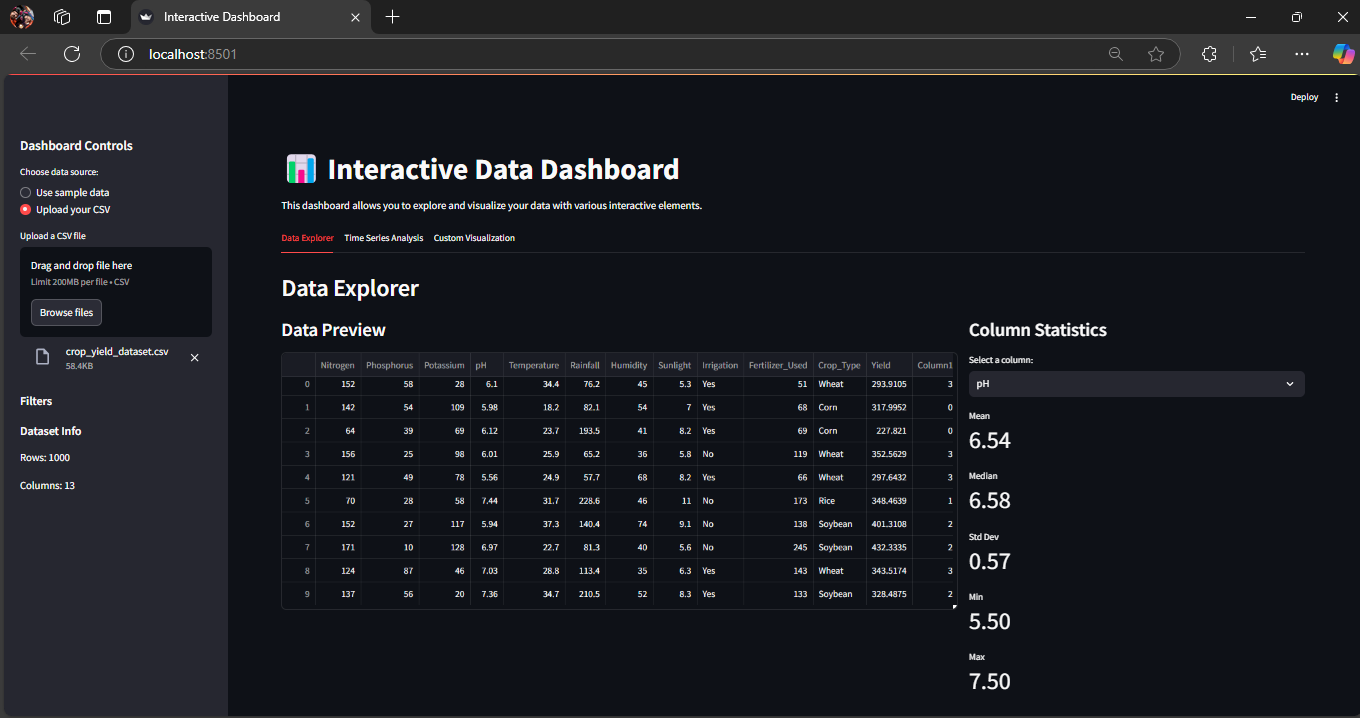 Interactive Dashboard
localhost:8501
Deploy
Dashboard Controls
Choose data source:
Use sample data
Upload your CSV
Upload a CSV file
Drag and drop file here
Limit 200MB per file • CSV
Browse files
crop_yield_dataset.csv
58.4KB
Filters
Dataset Info
Rows: 1000
Columns: 13
Interactive Data Dashboard
This dashboard allows you to explore and visualize your data with various interactive elements.
Data Explorer Time Series Analysis Custom Visualization
Data Explorer
Data Preview
Nitrogen Phosphorus Potassium pH Temperature Rainfall Humidity Sunlight Irrigation Fertilizer_Used Crop_Type Yield Column1
0 152 58 28 6.1 34.4 76.2 45 5.3 Yes 51 Wheat 293.9105 3
1 142 54 109 5.98 18.2 82.1 54 7 Yes 68 Corn 317.9952 0
2 64 39 69 6.12 23.7 193.5 41 8.2 Yes 69 Corn 227.821 0
3 156 25 98 6.01 25.9 65.2 36 5.8 No 119 Wheat 352.5629 3
4 121 49 78 5.56 24.9 57.7 68 8.2 Yes 66 Wheat 297.6432 3
5 70 28 58 7.44 31.7 228.6 46 11 No 173 Rice 348.4639 1
6 152 27 117 5.94 37.3 140.4 74 9.1 No 138 Soybean 401.3108 2
7 171 10 128 6.97 22.7 81.3 40 5.6 No 245 Soybean 432.3335 2
8 124 87 46 7.03 28.8 113.4 35 6.3 Yes 143 Wheat 343.5174 3
9 137 56 20 7.36 34.7 210.5 52 8.3 Yes 133 Soybean 328.4875 2
Column Statistics
Select a column:
pH
Mean
6.54
Median
6.58
Std Dev
0.57
Min
5.50
Max
7.50